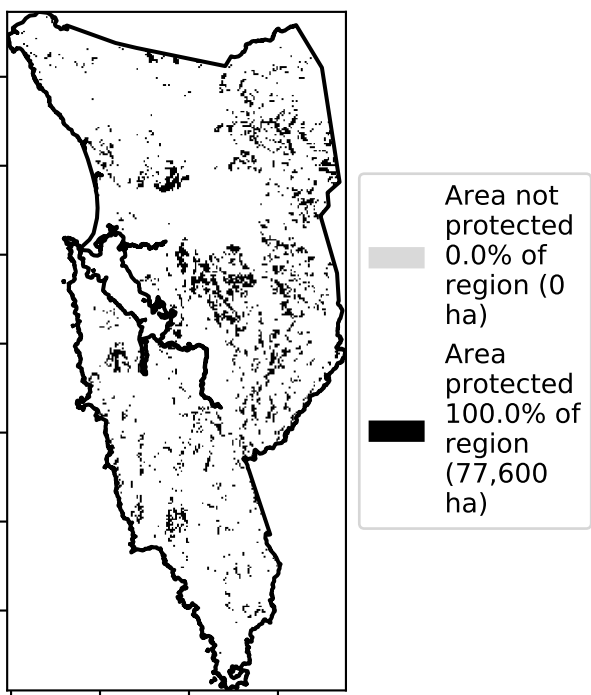 Area not
protected
0.0% of
region (0
ha)
Area
protected
100.0% of
region
(77,600
ha)